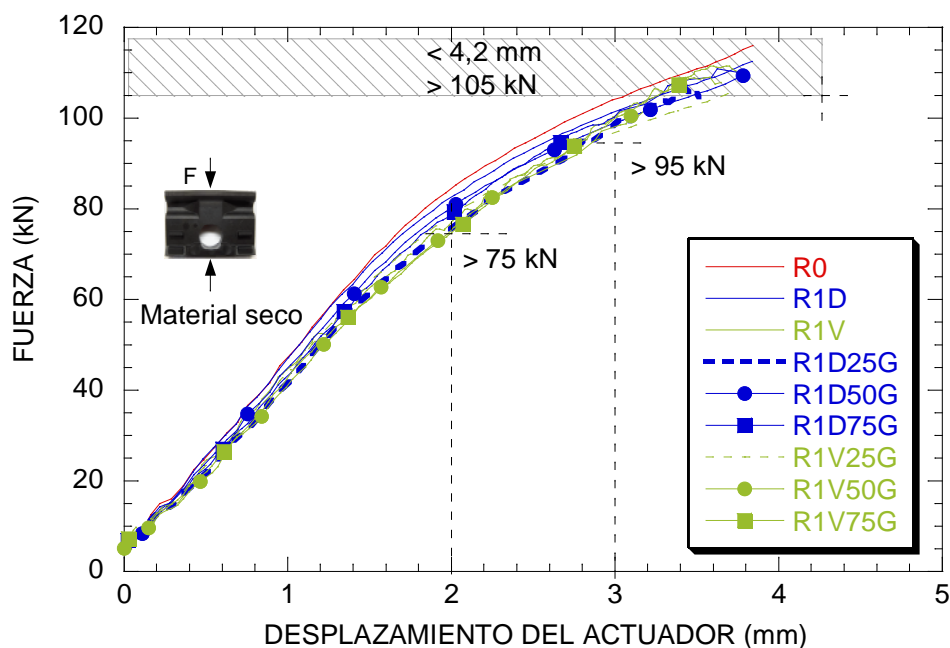 120
100
80
60
40
20
0
FUERZA (kN)
< 4,2 mm
> 105 kN
> 95 kN
> 75 kN
F
Material seco
R0
R1D
R1V
R1D25G
R1D50G
R1D75G
R1V25G
R1V50G
R1V75G
0 1 2 3 4 5
DESPLAZAMIENTO DEL ACTUADOR (mm)